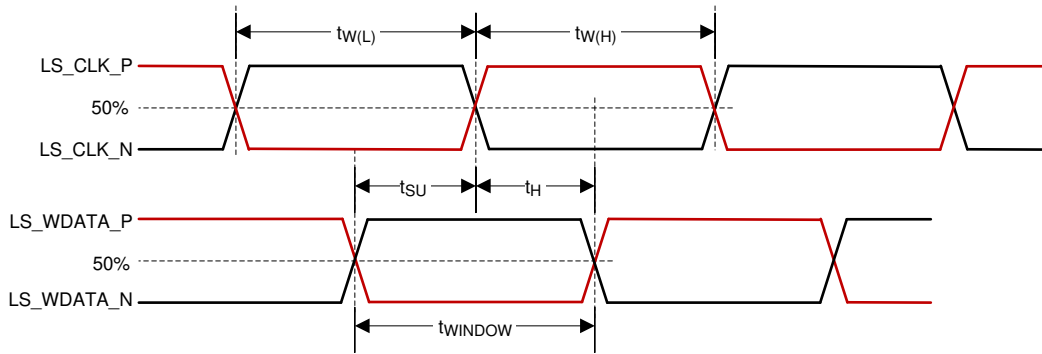 tW(L) tW(H)
LS_CLK_P
50%
LS_CLK_N
tSU tH
LS_WDATA_P
50%
LS_WDATA_N
tWINDOW